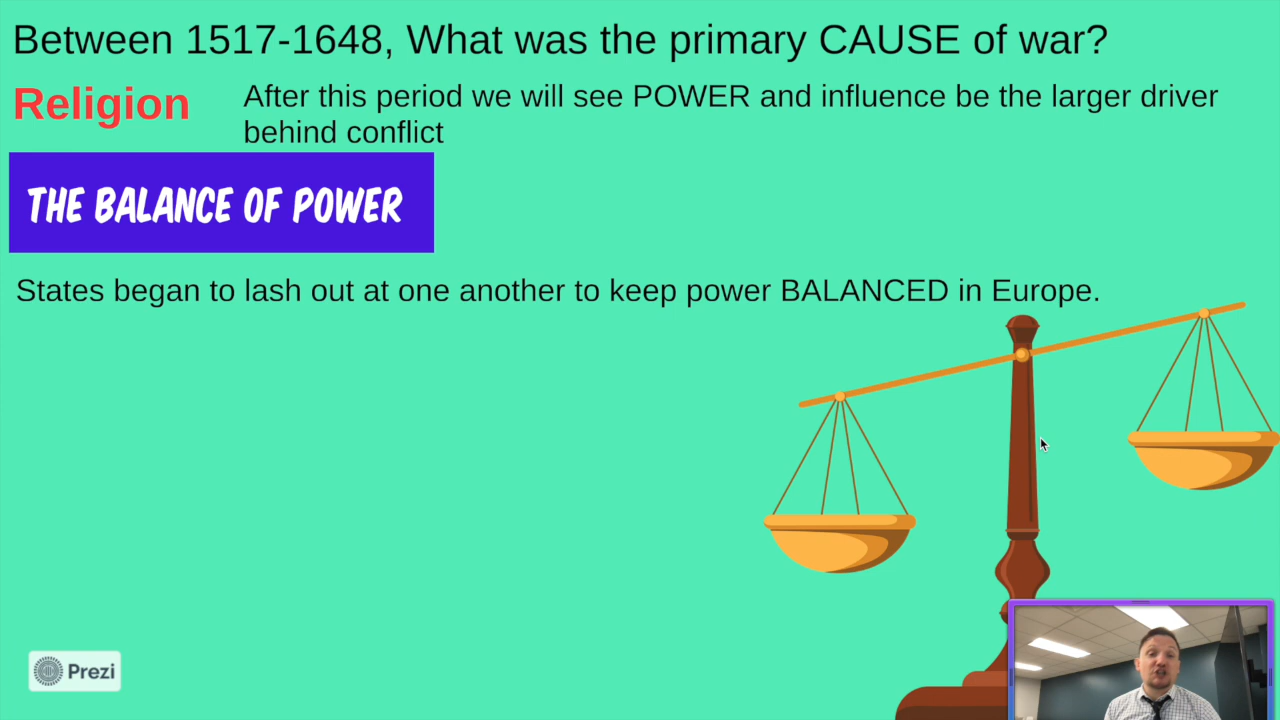 Between 1517-1648, What was the primary CAUSE of war?
Religion
After this period we will see POWER and influence be the larger driver
behind conflict
THE BALANCE OF POWER
States began to lash out at one another to keep power BALANCED in Europe.
Prezi